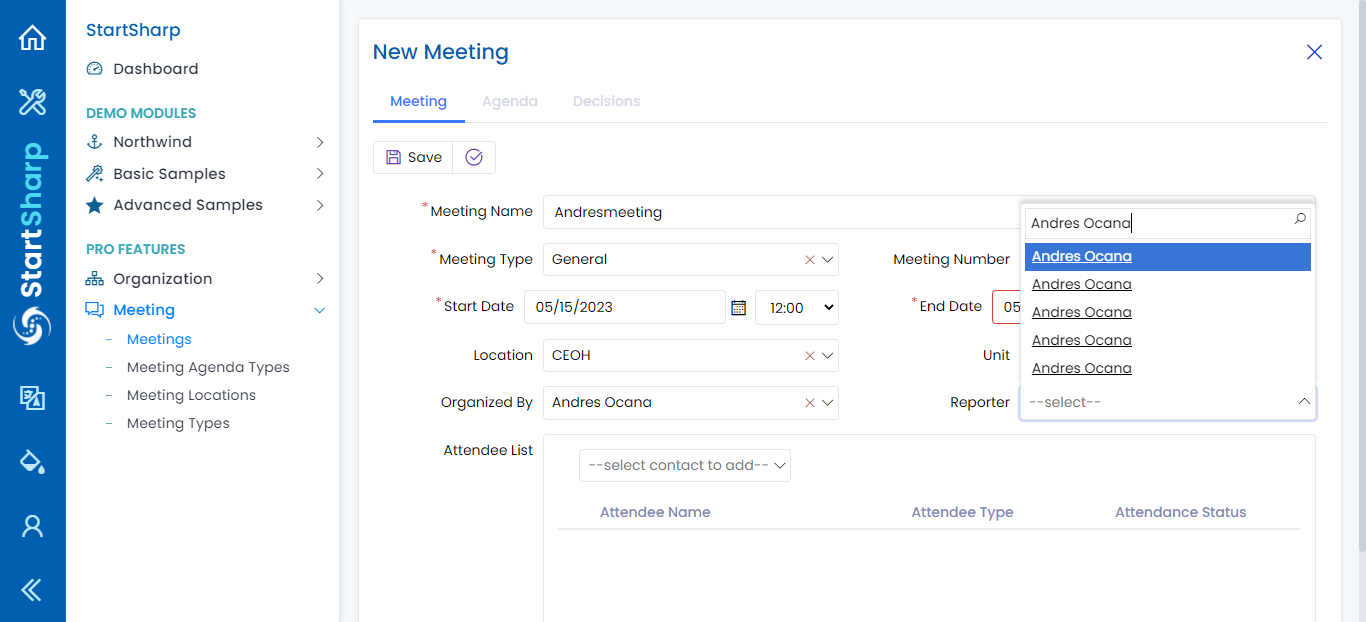 StartSharp
StartSharp
Dashboard
DEMO MODULES
Northwind
Basic Samples
Advanced Samples
PRO FEATURES
Organization
Meeting
Meetings
Meeting Agenda Types
Meeting Locations
Meeting Types
New Meeting
Meeting Agenda Decisions
Save
*Meeting Name Andresmeeting
*Meeting Type General
Meeting Number
*Start Date 05/15/2023 12:00
*End Date 05
Location CEOH
Unit
Organized By Andres Ocana
Reporter --select--
Andres Ocana
Andres Ocana
Andres Ocana
Andres Ocana
Andres Ocana
Andres Ocana
Attendee List
--select contact to add--
Attendee Name Attendee Type Attendance Status